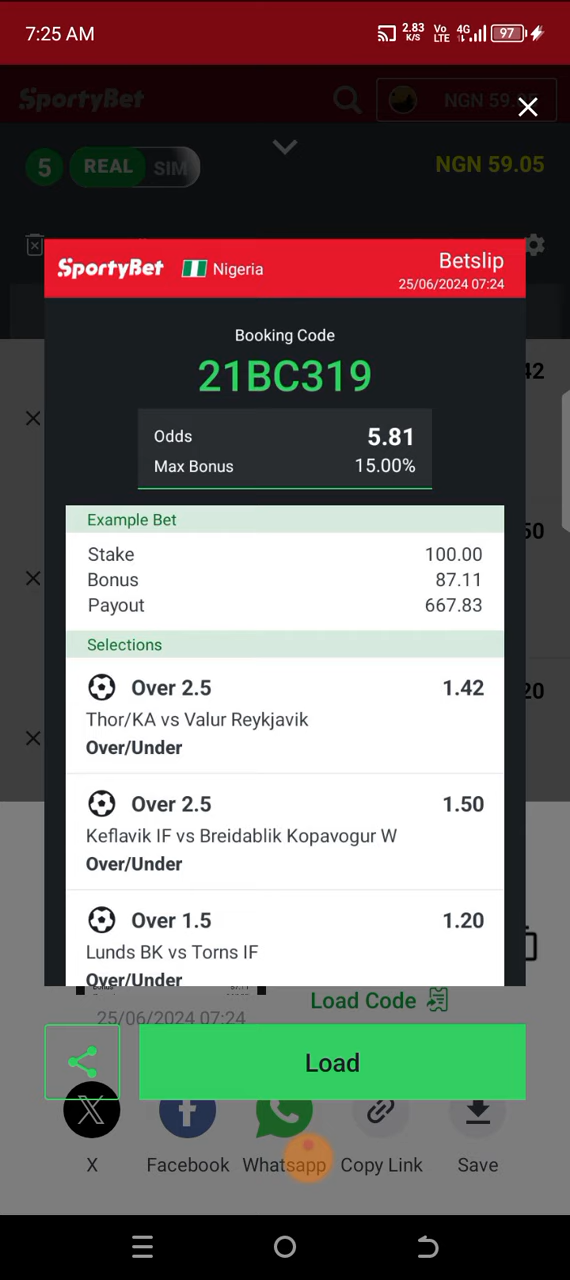 7:25 AM
2.83 K/S Vo LTE 4G 97
SportyBet
5 REAL SIM NGN 59.05
SportyBet Nigeria Betslip
25/06/2024 07:24
Booking Code
21BC319
Odds 5.81
Max Bonus 15.00%
Example Bet
Stake 100.00
Bonus 87.11
Payout 667.83
Selections
Over 2.5 1.42
Thor/KA vs Valur Reykjavik
Over/Under
Over 2.5 1.50
Keflavik IF vs Breidablik Kopavogur W
Over/Under
Over 1.5 1.20
Lunds BK vs Torns IF
Over/Under
Load Code
25/06/2024 07:24
Load
X Facebook Whatsapp Copy Link Save